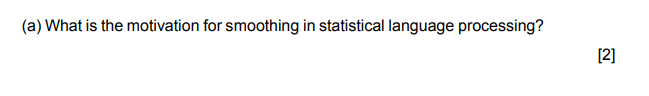 (a) What is the motivation for smoothing in statistical language processing?
[2]